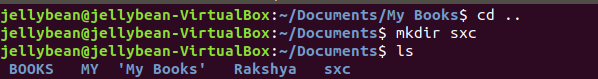 jellybean@jellybean-VirtualBox:~/Documents/My Books$ cd ..
jellybean@jellybean-VirtualBox:~/Documents$ mkdir sxc
jellybean@jellybean-VirtualBox:~/Documents$ ls
BOOKS MY 'My Books' Rakshya sxc